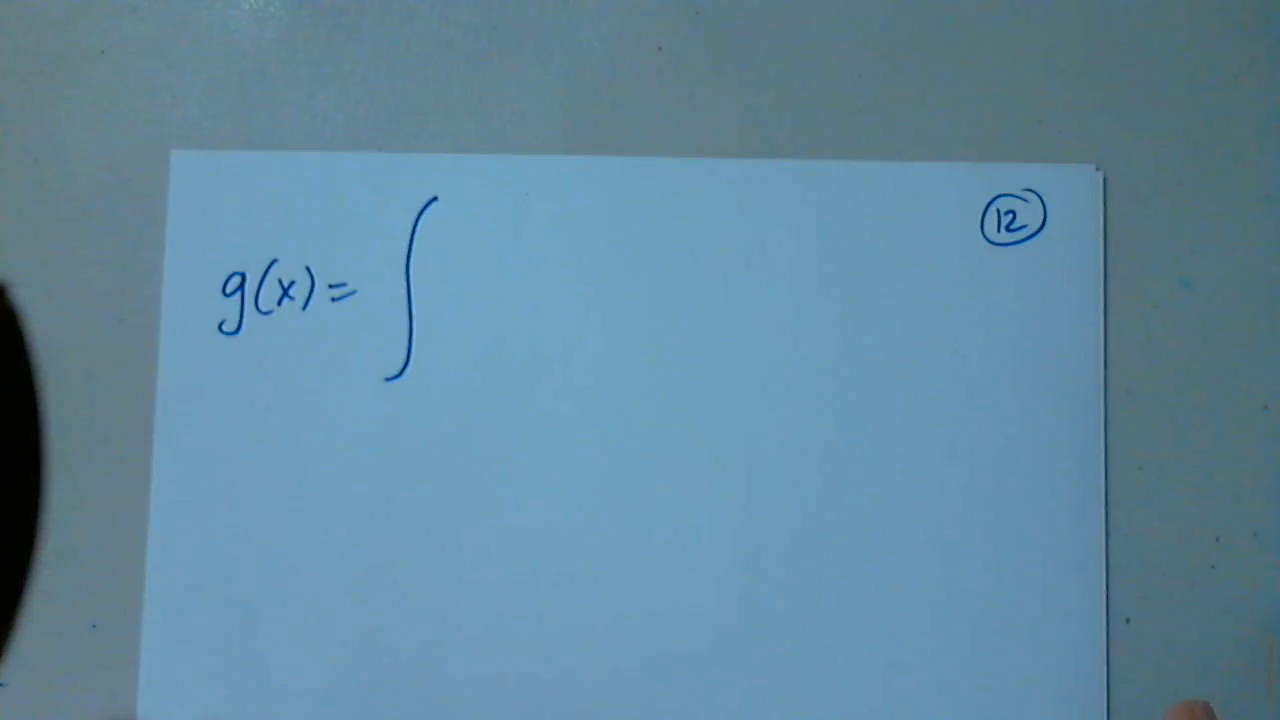 g(x) = ∫
12